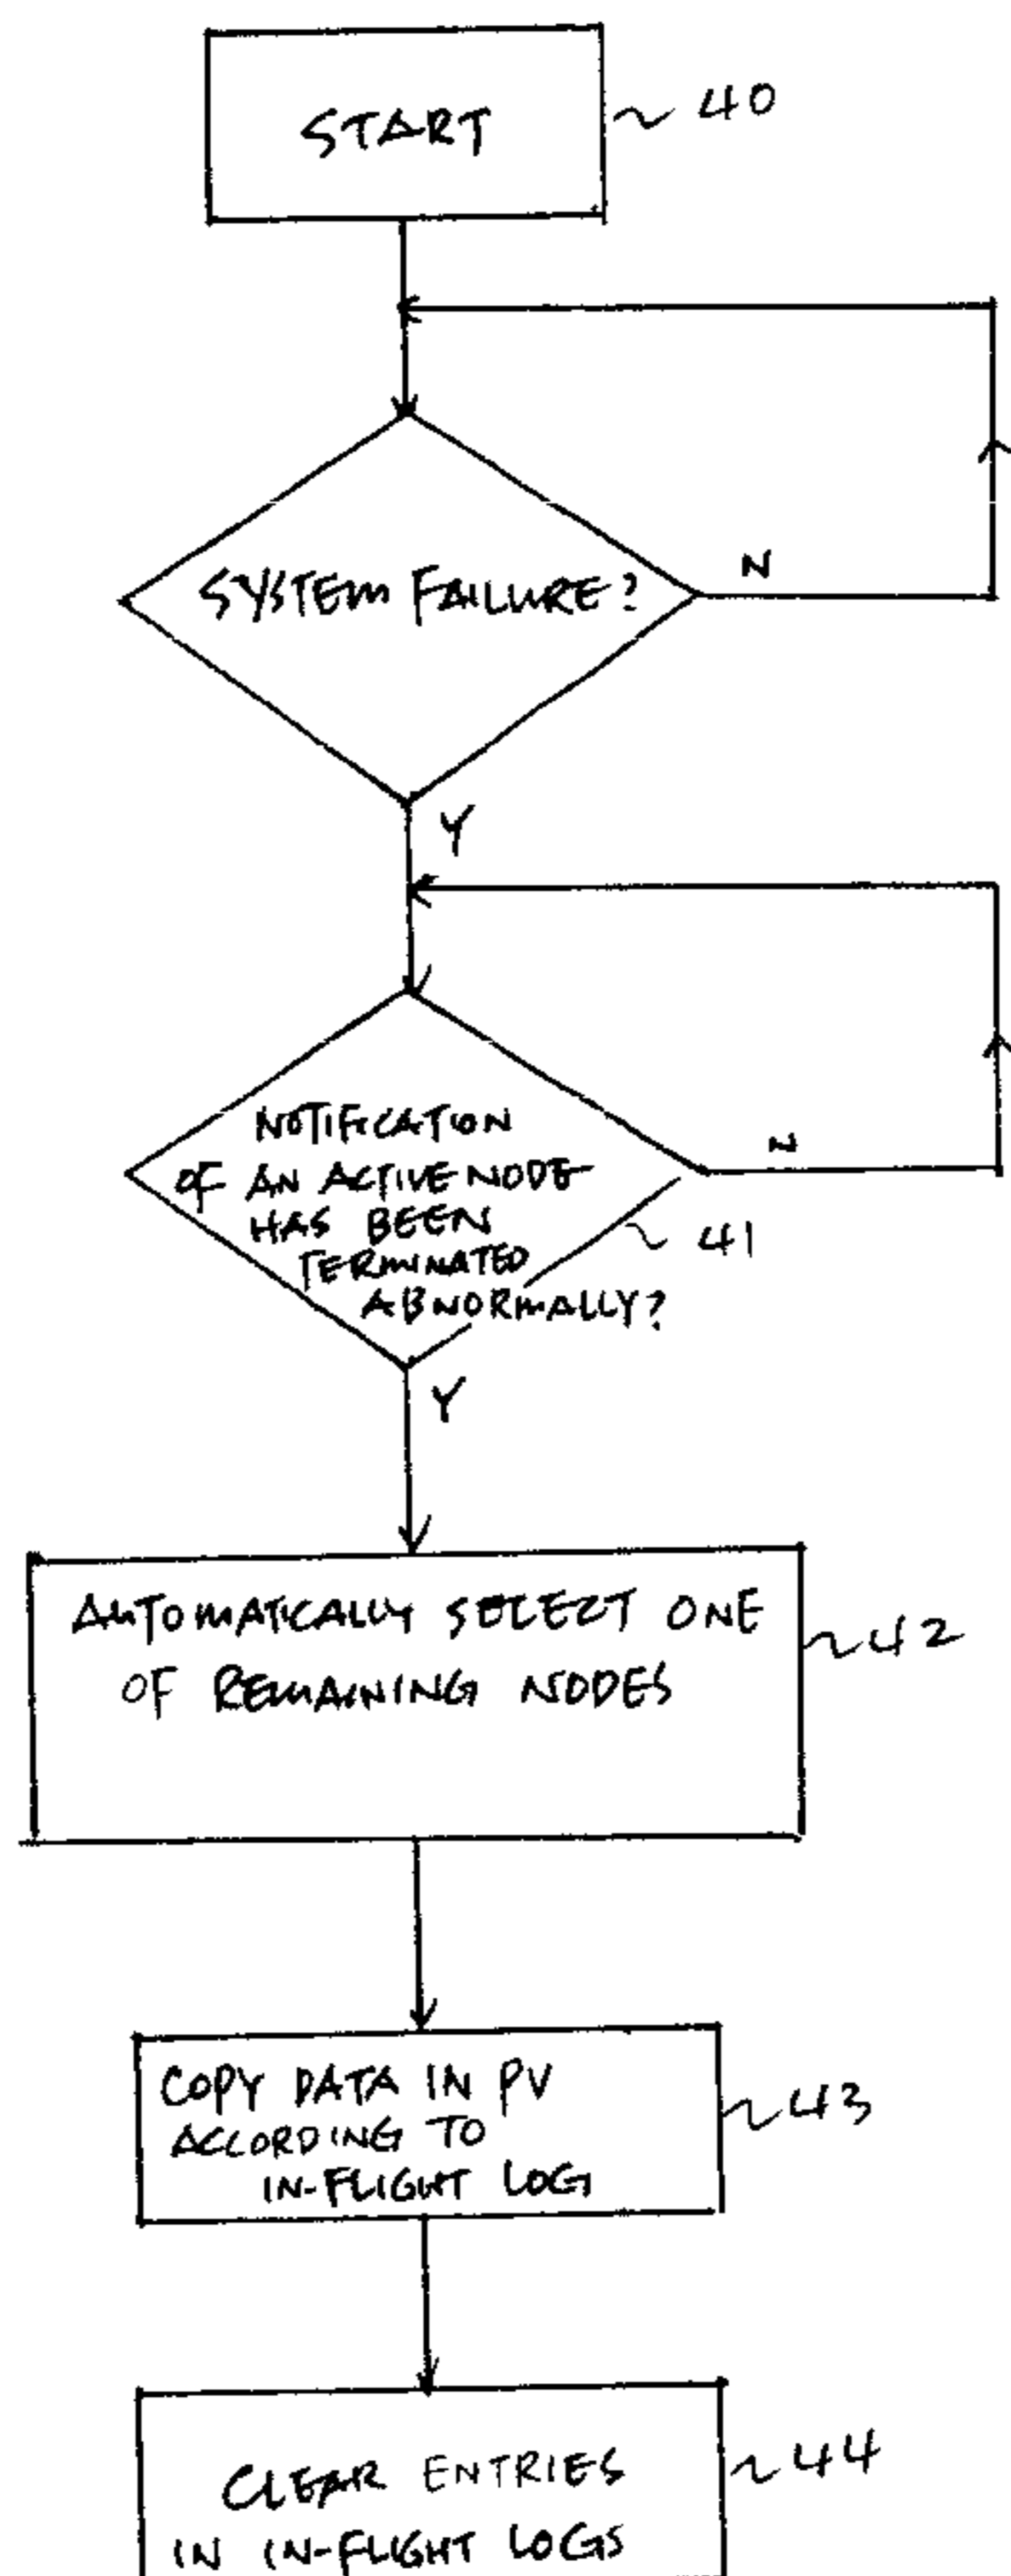 START
40
SYSTEM FAILURE?
N
Y
NOTIFICATION
OF AN ACTIVE NODE
HAS BEEN
TERMINATED
ABNORMALLY?
N
41
Y
AUTOMATICALLY SELECT ONE
OF REMAINING NODES
42
COPY DATA IN PV
ACCORDING TO
IN-FLIGHT LOG
43
CLEAR ENTRIES
IN IN-FLIGHT LOGS
44